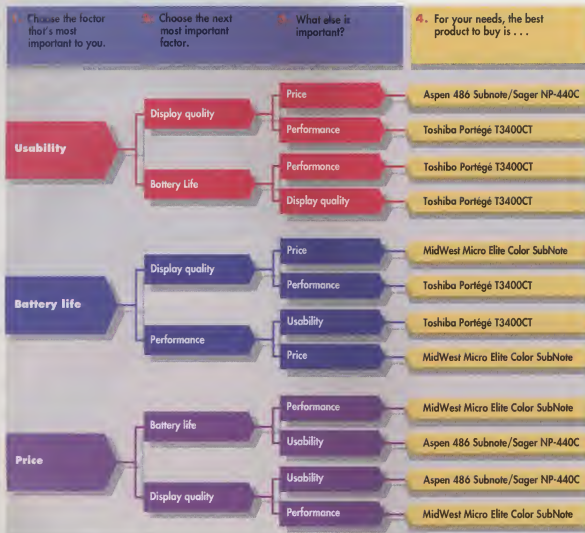 1. Choose the factor
that's most
important to you.
2. Choose the next
most important
factor.
3. What else is
important?
4. For your needs, the best
product to buy is . . .
Usability
Display quality
Price
Aspen 486 Subnote/Sager NP-440C
Performance
Toshiba Portégé T3400CT
Battery Life
Performance
Toshiba Portégé T3400CT
Display quality
Toshiba Portégé T3400CT
Battery life
Display quality
Price
MidWest Micro Elite Color SubNote
Performance
Toshiba Portégé T3400CT
Performance
Usability
Toshiba Portégé T3400CT
Price
MidWest Micro Elite Color SubNote
Price
Battery life
Performance
MidWest Micro Elite Color SubNote
Usability
Aspen 486 Subnote/Sager NP-440C
Display quality
Usability
Aspen 486 Subnote/Sager NP-440C
Performance
MidWest Micro Elite Color SubNote